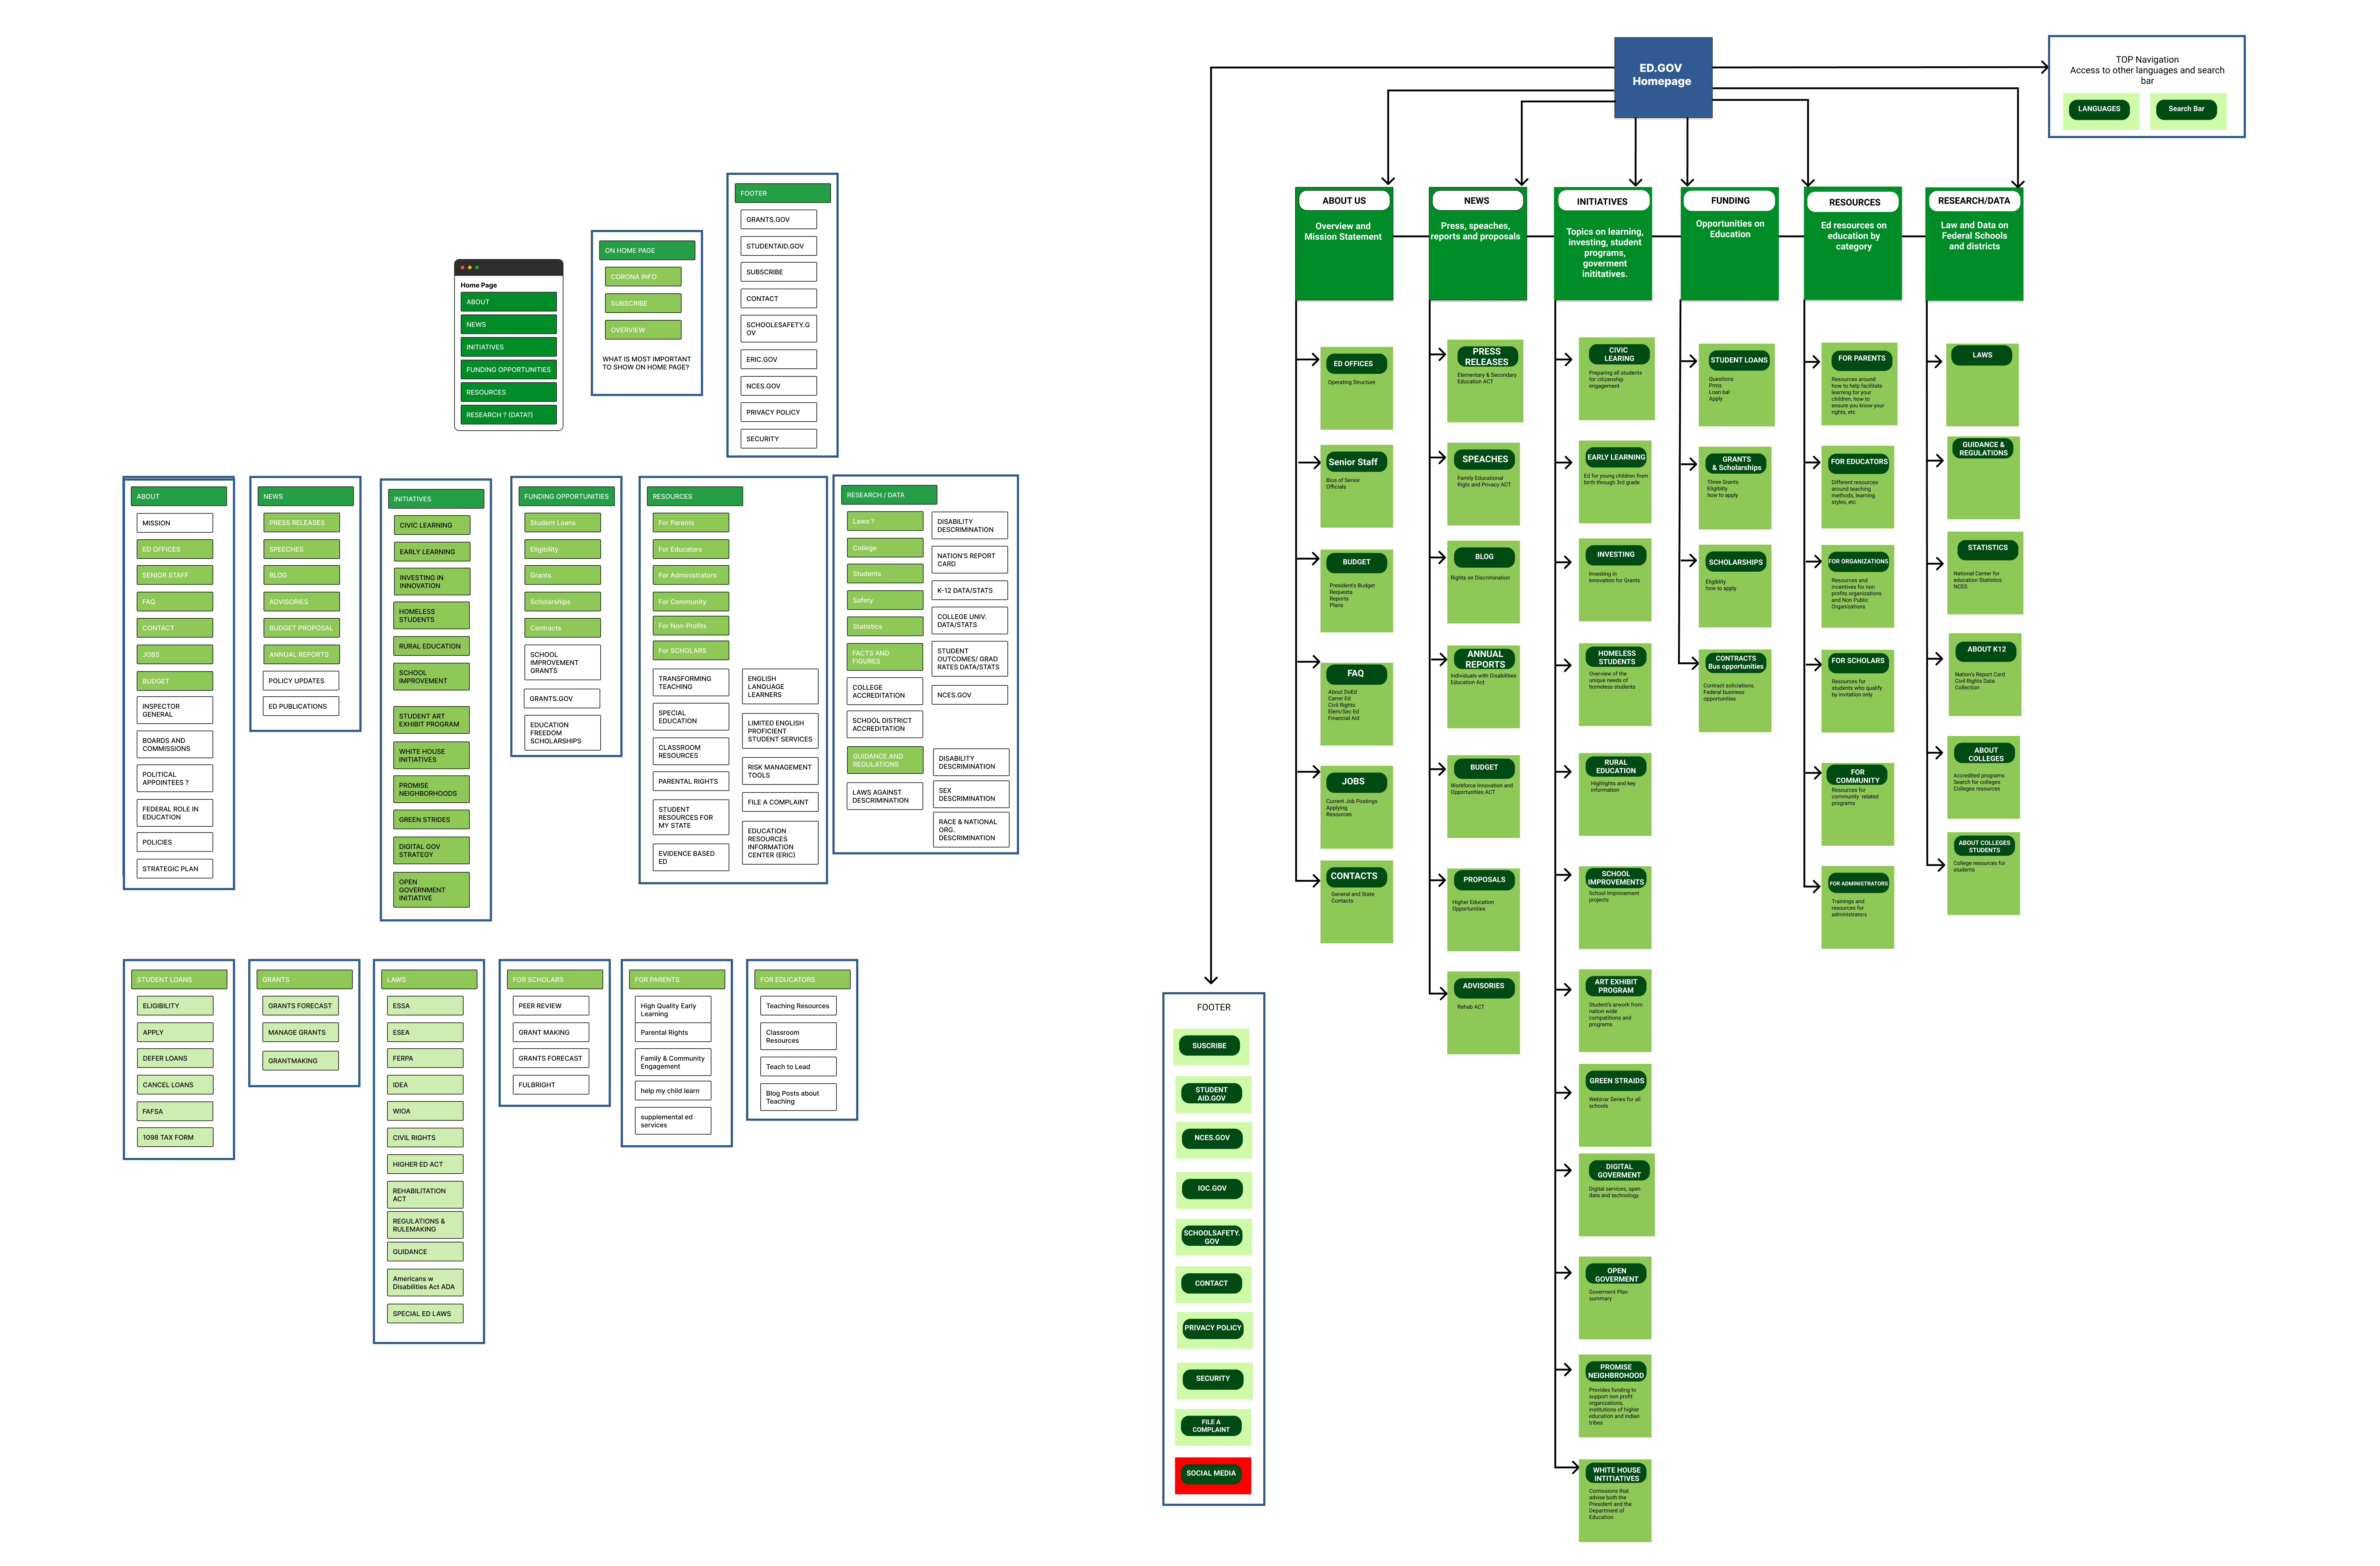 FOOTER
GRANTS.GOV
STUDENTAID.GOV
SUBSCRIBE
CONTACT
SCHOOLESAFETY.G
OV
ERIC.GOV
NCES.GOV
PRIVACY POLICY
SECURITY
ON HOME PAGE
CORONA INFO
SUBSCRIBE
OVERVIEW
WHAT IS MOST IMPORTANT
TO SHOW ON HOME PAGE?
Home Page
ABOUT
NEWS
INITIATIVES
FUNDING OPPORTUNITIES
RESOURCES
RESEARCH ? (DATA?)
ABOUT
MISSION
ED OFFICES
SENIOR STAFF
FAQ
CONTACT
JOBS
BUDGET
INSPECTOR
GENERAL
BOARDS AND
COMMISSIONS
POLITICAL
APPOINTEES ?
FEDERAL ROLE IN
EDUCATION
POLICIES
STRATEGIC PLAN
NEWS
PRESS RELEASES
SPEECHES
BLOG
ADVISORIES
BUDGET PROPOSAL
ANNUAL REPORTS
POLICY UPDATES
ED PUBLICATIONS
INITIATIVES
CIVIC LEARNING
EARLY LEARNING
INVESTING IN
INNOVATION
HOMELESS
STUDENTS
RURAL EDUCATION
SCHOOL
IMPROVEMENT
STUDENT ART
EXHIBIT PROGRAM
WHITE HOUSE
INITIATIVES
PROMISE
NEIGHBORHOODS
GREEN STRIDES
DIGITAL GOV
STRATEGY
OPEN
GOVERNMENT
INITIATIVE
FUNDING OPPORTUNITIES
Student Loans
Eligibility
Grants
Scholarships
Contracts
SCHOOL
IMPROVEMENT
GRANTS
GRANTS.GOV
EDUCATION
FREEDOM
SCHOLARSHIPS
RESOURCES
For Parents
For Educators
For Administrators
For Community
For Non-Profits
For SCHOLARS
TRANSFORMING
TEACHING
SPECIAL
EDUCATION
CLASSROOM
RESOURCES
PARENTAL RIGHTS
STUDENT
RESOURCES FOR
MY STATE
EVIDENCE BASED
ED
ENGLISH
LANGUAGE
LEARNERS
LIMITED ENGLISH
PROFICIENT
STUDENT SERVICES
RISK MANAGEMENT
TOOLS
FILE A COMPLAINT
EDUCATION
RESOURCES
INFORMATION
CENTER (ERIC)
RESEARCH / DATA
Laws ?
College
Students
Safety
Statistics
FACTS AND
FIGURES
COLLEGE
ACCREDITATION
SCHOOL DISTRICT
ACCREDITATION
GUIDANCE AND
REGULATIONS
LAWS AGAINST
DESCRIMINATION
DISABILITY
DESCRIMINATION
NATION'S REPORT
CARD
K-12 DATA/STATS
COLLEGE UNIV.
DATA/STATS
STUDENT
OUTCOMES/ GRAD
RATES DATA/STATS
NCES.GOV
DISABILITY
DESCRIMINATION
SEX
DESCRIMINATION
RACE & NATIONAL
ORG.
DESCRIMINATION
STUDENT LOANS
ELIGIBILITY
APPLY
DEFER LOANS
CANCEL LOANS
FAFSA
1098 TAX FORM
GRANTS
GRANTS FORECAST
MANAGE GRANTS
GRANTMAKING
LAWS
ESSA
ESEA
FERPA
IDEA
WIOA
CIVIL RIGHTS
HIGHER ED ACT
REHABILITATION
ACT
REGULATIONS &
RULEMAKING
GUIDANCE
Americans w
Disabilities Act ADA
SPECIAL ED LAWS
FOR SCHOLARS
PEER REVIEW
GRANT MAKING
GRANTS FORECAST
FULBRIGHT
FOR PARENTS
High Quality Early
Learning
Parental Rights
Family & Community
Engagement
help my child learn
supplemental ed
services
FOR EDUCATORS
Teaching Resources
Classroom
Resources
Teach to Lead
Blog Posts about
Teaching
ED.GOV
Homepage
TOP Navigation
Access to other languages and search
bar
LANGUAGES
Search Bar
ABOUT US
Overview and
Mission Statement
ED OFFICES
Operating Structure
Senior Staff
Bios of Senior
Officials
BUDGET
President's Budget
Requests
Reports
Plans
FAQ
About DoEd
Carrer Ed
Civil Rights
Elem/Sec Ed
Financial Aid
JOBS
Current Job Postings
Applying
Resources
CONTACTS
General and State
Contacts
NEWS
Press, speaches,
reports and proposals
PRESS
RELEASES
Elementary & Secondary
Education ACT
SPEACHES
Family Educational
Rigts and Privacy ACT
BLOG
Rights on Discrimination
ANNUAL
REPORTS
Individuals with Disabilities
Education Act
BUDGET
Workforce Innovation and
Opportunities ACT
PROPOSALS
Higher Education
Opportunities
ADVISORIES
Rehab ACT
INITIATIVES
Topics on learning,
investing, student
programs,
goverment
inititatives.
CIVIC
LEARING
Preparing all students
for citizenship
engagement
EARLY LEARNING
Ed for young children from
birth through 3rd grade
INVESTING
Investing in
Innovation for Grants
HOMELESS
STUDENTS
Overview of the
unique needs of
homeless students
RURAL
EDUCATION
Highlights and key
information
SCHOOL
IMPROVEMENTS
School Improvement
projects
ART EXHIBIT
PROGRAM
Student's arwork from
nation wide
compatitions and
programs
GREEN STRAIDS
Webinar Series for all
schools
DIGITAL
GOVERMENT
Digital services, open
data and technology.
OPEN
GOVERMENT
Goverment Plan
summary
PROMISE
NEIGHBROHOOD
Provides funding to
support non profit
organizations,
institutions of higher
education and indian
tribes
WHITE HOUSE
INTITIATIVES
Comissions that
advise both the
President and the
Department of
Education
FUNDING
Opportunities on
Education
STUDENT LOANS
Questions
Pmts
Loan bal
Apply
GRANTS
& Scholarships
Three Grants
Eligiblity
how to apply
SCHOLARSHIPS
Eligiblity
how to apply
CONTRACTS
Bus opportunities
Contract soliciations.
Federal business
opportunities
RESOURCES
Ed resources on
education by
category
FOR PARENTS
Resources around
how to help facilitate
learning for your
children, how to
ensure you know your
rights, etc
FOR EDUCATORS
Different resources
around teaching
methods, learning
styles, etc
FOR ORGANIZATIONS
Resources and
incentives for non
profits organizations
and Non Public
Organizations
FOR SCHOLARS
Resources for
students who qualify
by invitation only
FOR
COMMUNITY
Resources for
community related
programs
FOR ADMINISTRATORS
Trainings and
resources for
administrators
RESEARCH/DATA
Law and Data on
Federal Schools
and districts
LAWS
GUIDANCE &
REGULATIONS
STATISTICS
National Center for
education Statistics
NCES
ABOUT K12
Nation's Report Card
Civil Rights Data
Collection
ABOUT
COLLEGES
Accredited programs
Search for colleges
Colleges resources
ABOUT COLLEGES
STUDENTS
College resources for
students
FOOTER
SUSCRIBE
STUDENT
AID.GOV
NCES.GOV
IOC.GOV
SCHOOLSAFETY.
GOV
CONTACT
PRIVACY POLICY
SECURITY
FILE A
COMPLAINT
SOCIAL MEDIA